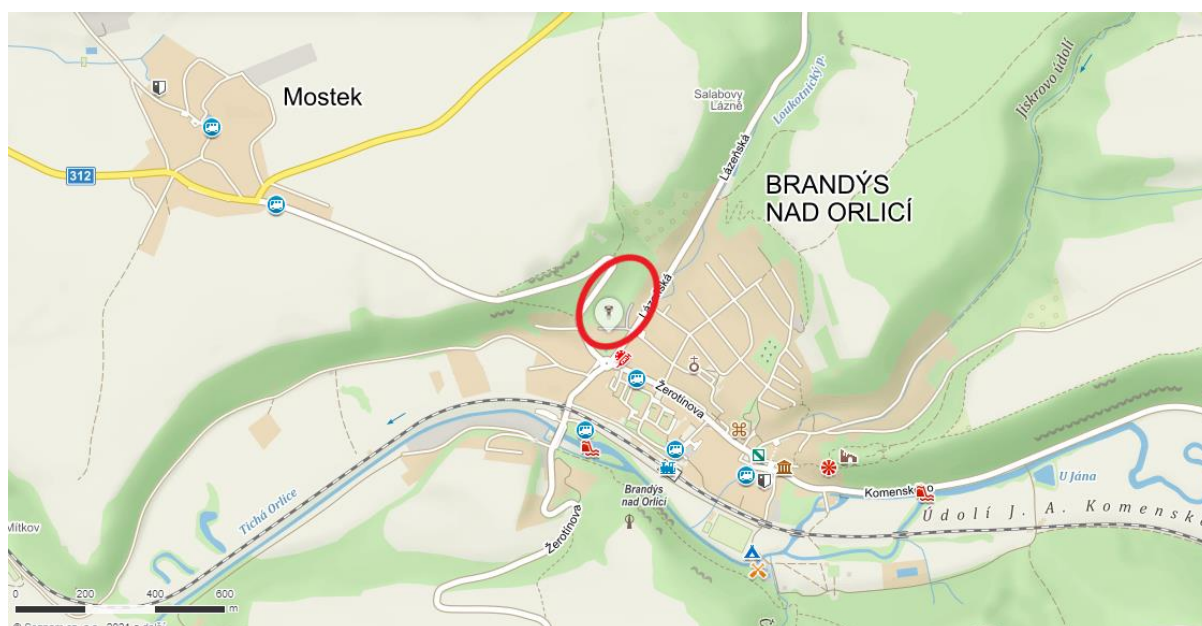 Mostek
Salabovy
Lázně
Loukotnický p.
Jiskrovo údolí
Lázeňská
312
BRANDÝS
NAD ORLICÍ
Lázeňská
Žerotínova
Tichá Orlice
Brandýs
nad Orlicí
Komenského
U Jána
Údolí J. A. Komensk
Mítkov
Žerotínova
0 200 400 600
m